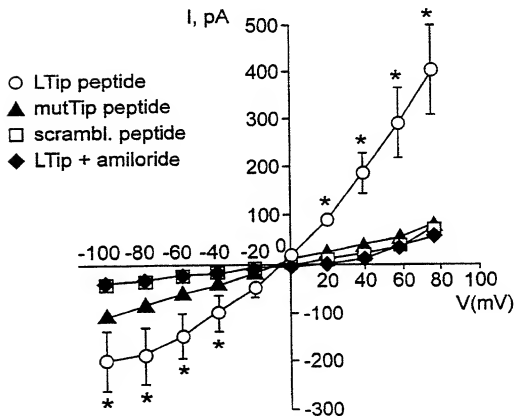 I, pA
500
400
300
200
100
0
-100
-200
-300
LTip peptide
mutTip peptide
scrambl. peptide
LTip + amiloride
-100 -80 -60 -40 -20
20 40 60 80 100
V(mV)
* * * *
* * * *